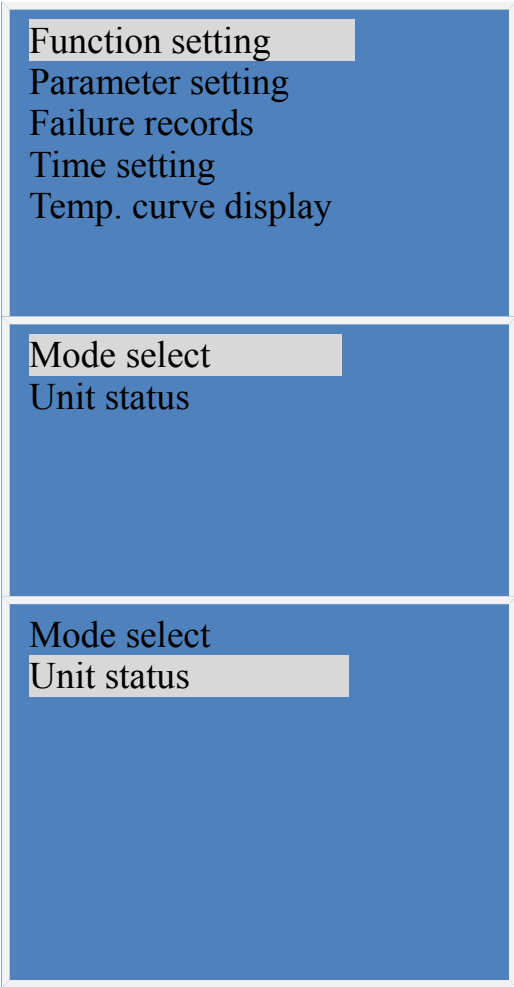 Function setting
Parameter setting
Failure records
Time setting
Temp. curve display
Mode select
Unit status
Mode select
Unit status